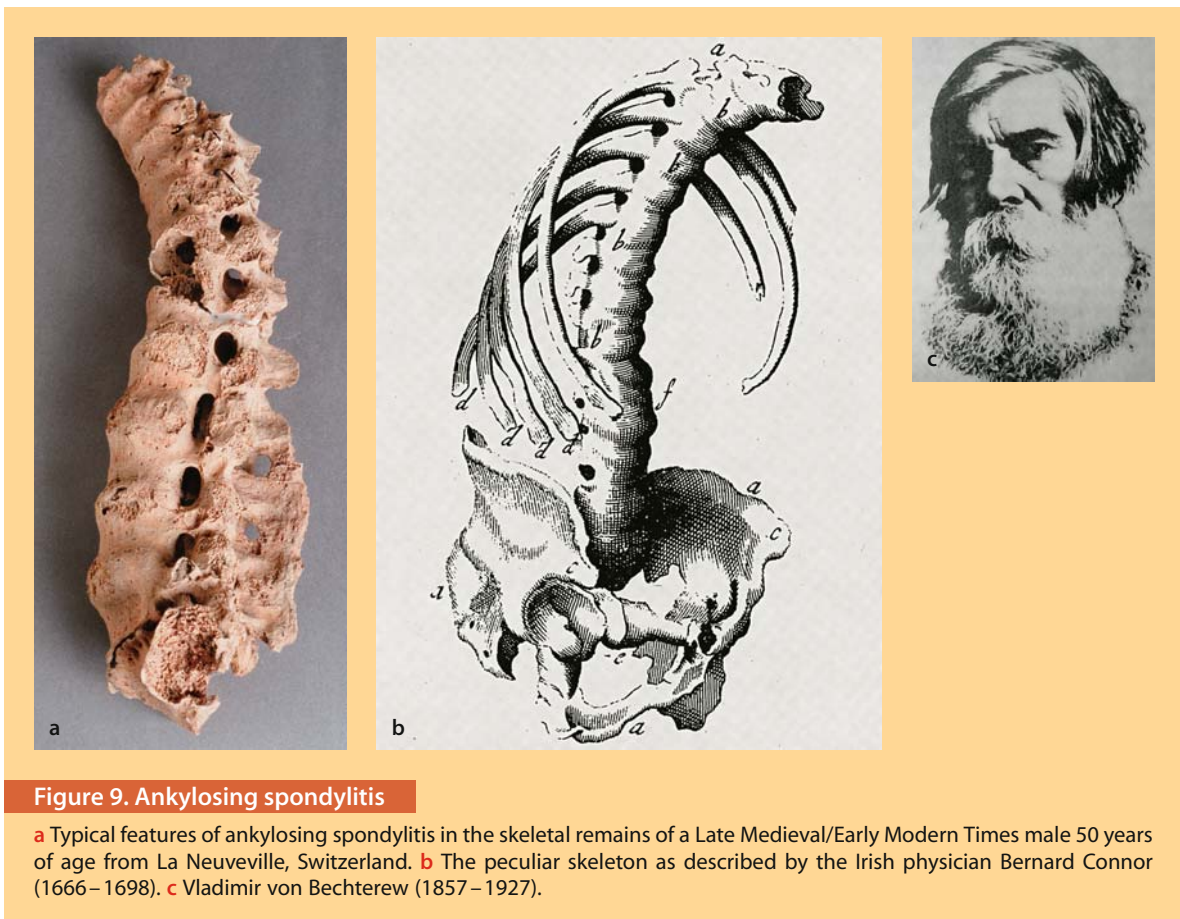 a
b
b
b
b
f
d
d
d
d
a
c
a
c
c
a
a
b
c
Figure 9. Ankylosing spondylitis
a Typical features of ankylosing spondylitis in the skeletal remains of a Late Medieval/Early Modern Times male 50 years
of age from La Neuveville, Switzerland. b The peculiar skeleton as described by the Irish physician Bernard Connor
(1666–1698). c Vladimir von Bechterew (1857–1927).